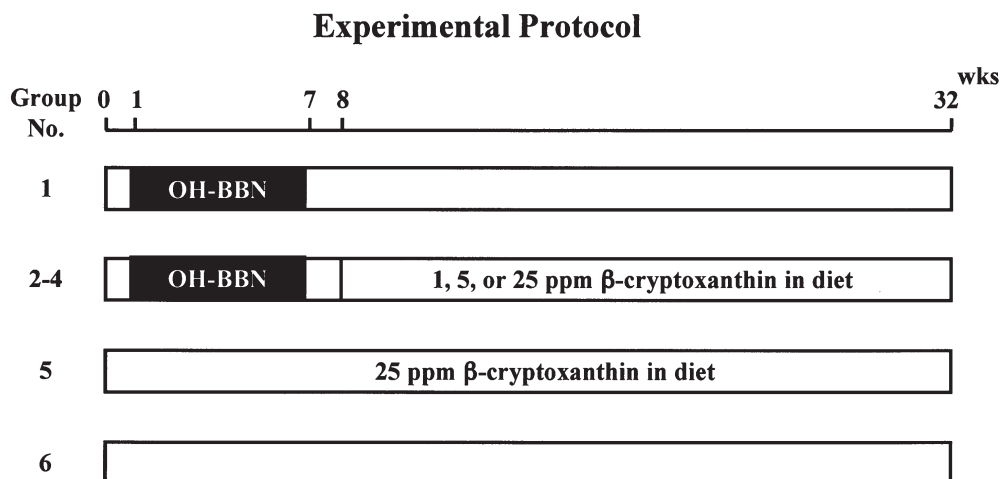 Experimental Protocol
wks
Group 0 1 7 8 32
No.
1 OH-BBN
2-4 OH-BBN 1, 5, or 25 ppm β-cryptoxanthin in diet
5 25 ppm β-cryptoxanthin in diet
6